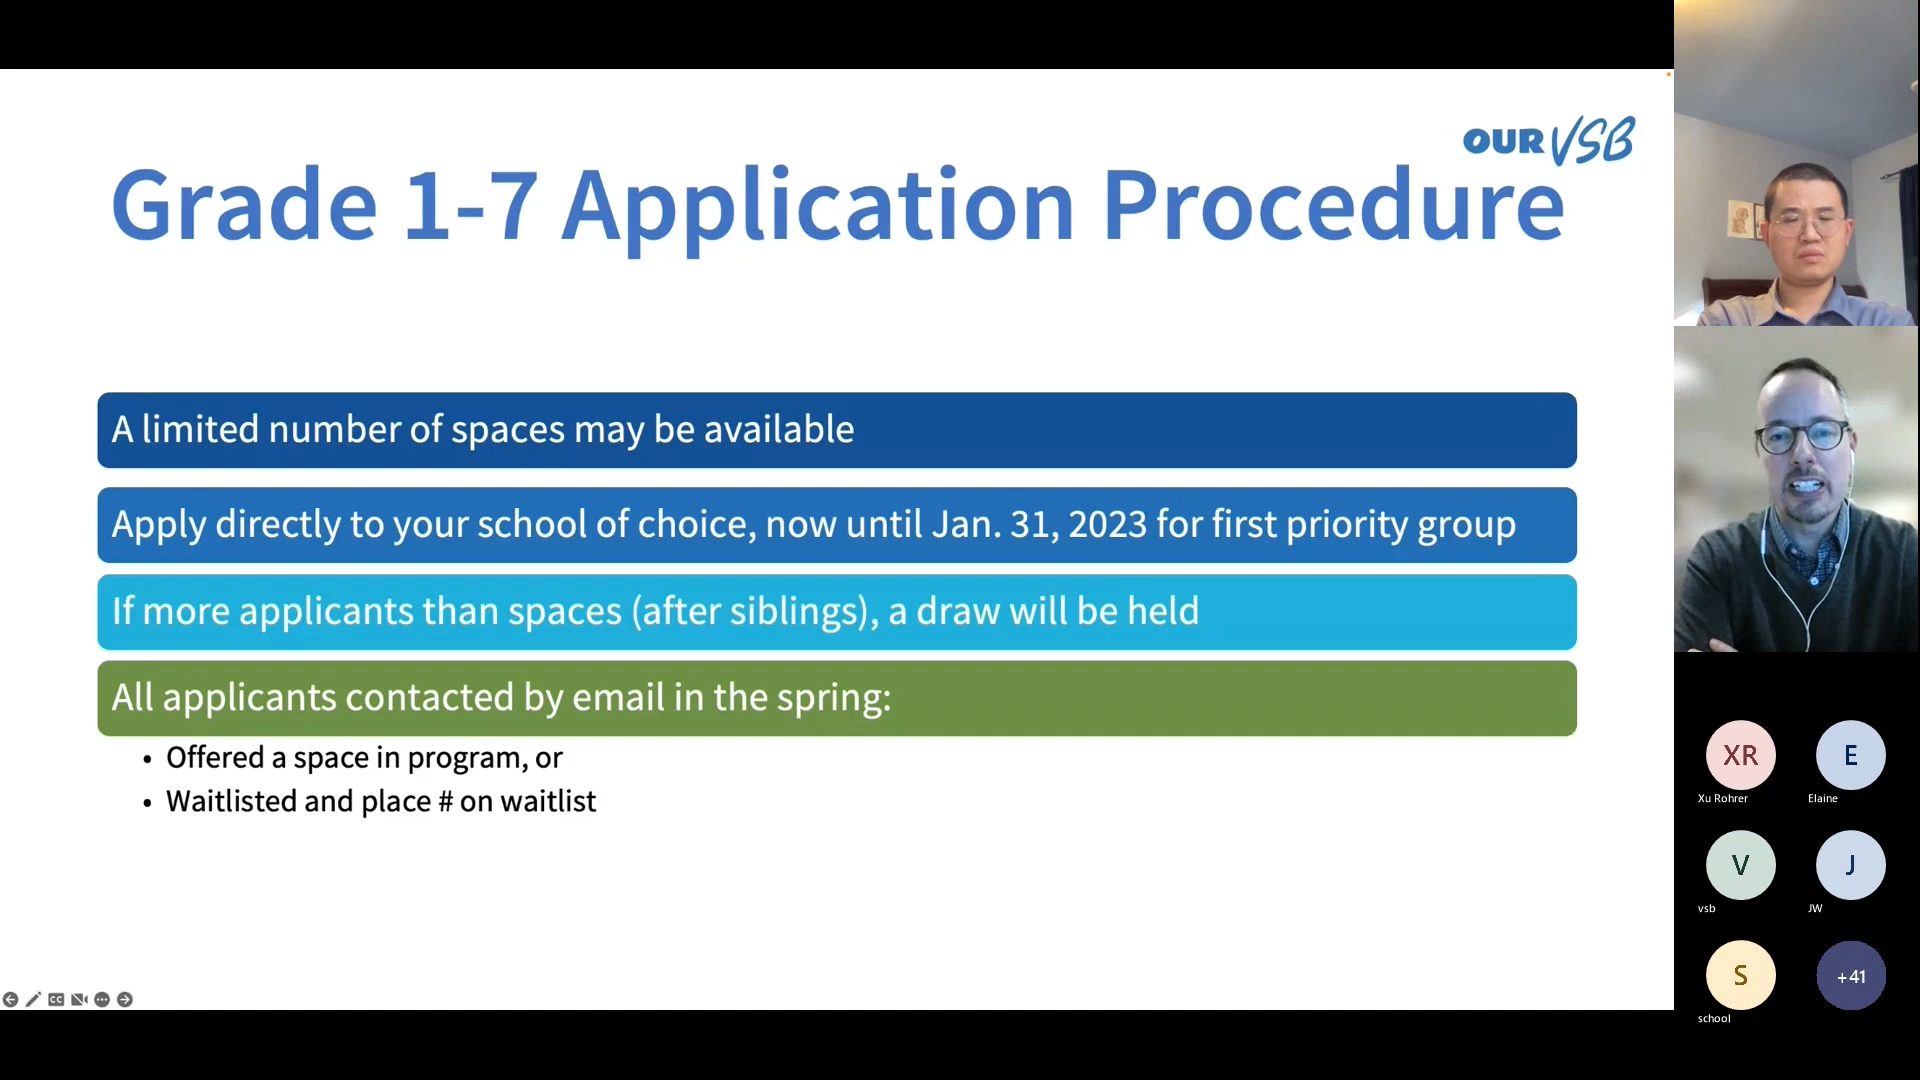 OUR VSB
Grade 1-7 Application Procedure
A limited number of spaces may be available
Apply directly to your school of choice, now until Jan. 31, 2023 for first priority group
If more applicants than spaces (after siblings), a draw will be held
All applicants contacted by email in the spring:
• Offered a space in program, or
• Waitlisted and place # on waitlist
CC
XR
E
Xu Rohrer
Elaine
V
J
vsb
JW
S
+41
school